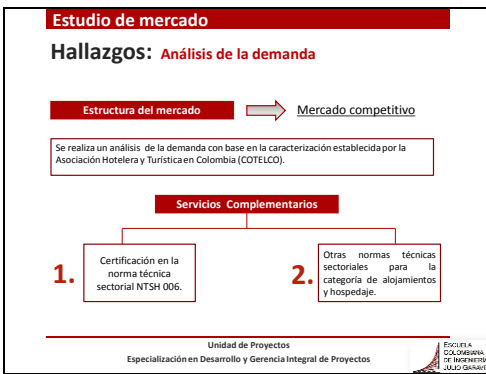 Estudio de mercado
Hallazgos: Análisis de la demanda
Estructura del mercado
Mercado competitivo
Se realiza un análisis de la demanda con base en la caracterización establecida por la
Asociación Hotelera y Turística en Colombia (COTELCO).
Servicios Complementarios
1.
Certificación en la
norma técnica
sectorial NTSH 006.
2.
Otras normas técnicas
sectoriales para la
categoría de alojamientos
y hospedaje.
Unidad de Proyectos
Especialización en Desarrollo y Gerencia Integral de Proyectos
ESCUELA
COLOMBIANA
DE INGENIERÍA
JULIO GARAVITO